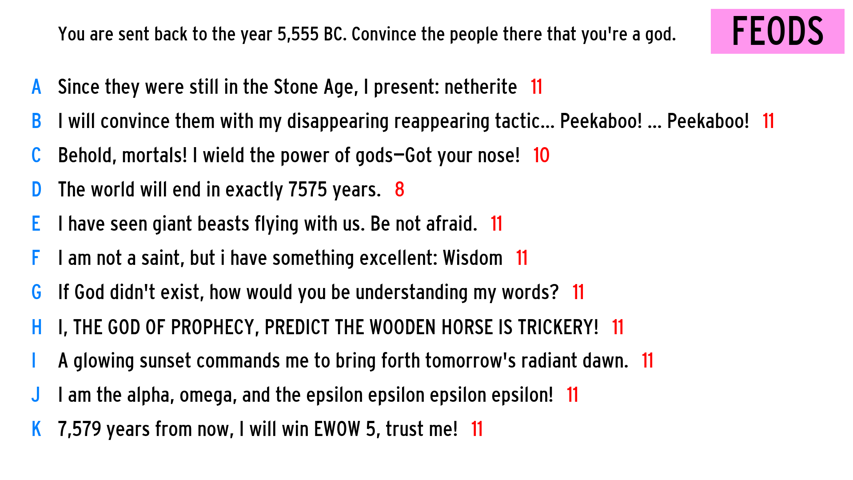 You are sent back to the year 5,555 BC. Convince the people there that you're a god.
FEODS
A Since they were still in the Stone Age, I present: netherite 11
B I will convince them with my disappearing reappearing tactic... Peekaboo! ... Peekaboo! 11
C Behold, mortals! I wield the power of gods—Got your nose! 10
D The world will end in exactly 7575 years. 8
E I have seen giant beasts flying with us. Be not afraid. 11
F I am not a saint, but i have something excellent: Wisdom 11
G If God didn't exist, how would you be understanding my words? 11
H I, THE GOD OF PROPHECY, PREDICT THE WOODEN HORSE IS TRICKERY! 11
I A glowing sunset commands me to bring forth tomorrow's radiant dawn. 11
J I am the alpha, omega, and the epsilon epsilon epsilon epsilon! 11
K 7,579 years from now, I will win EWOW 5, trust me! 11